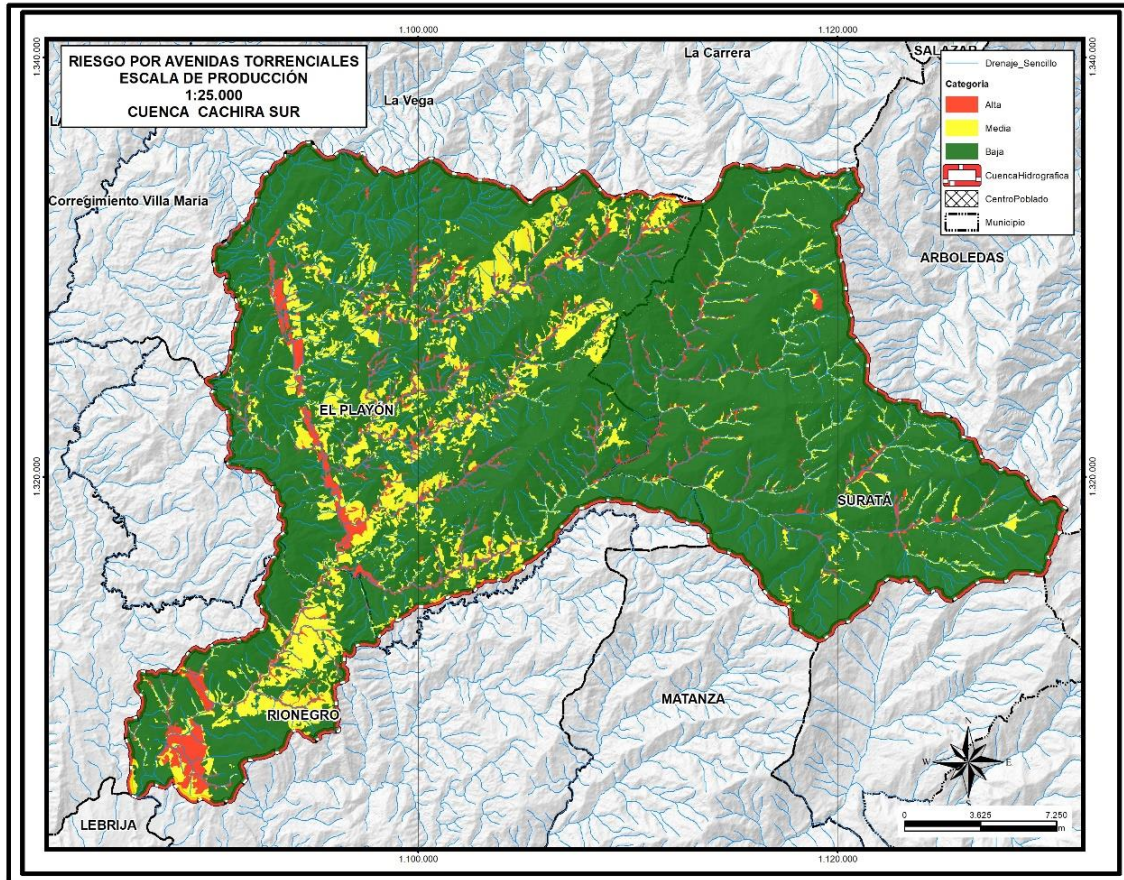 RIESGO POR AVENIDAS TORRENCIALES
ESCALA DE PRODUCCIÓN
1:25.000
CUENCA CACHIRA SUR
1.100.000
1.120.000
1.340.000
1.340.000
La Carrera
SALAZAR
La Vega
LA
Drenaje_Sencillo
Categoria
Alta
Media
Baja
CuencaHidrografica
CentroPoblado
Municipio
Corregimiento Villa Maria
ARBOLEDAS
EL PLAYÓN
1.320.000
1.320.000
SURATÁ
MATANZA
RIONEGRO
LEBRIJA
N
W
E
S
0 3.625 7.250
m
1.100.000
1.120.000